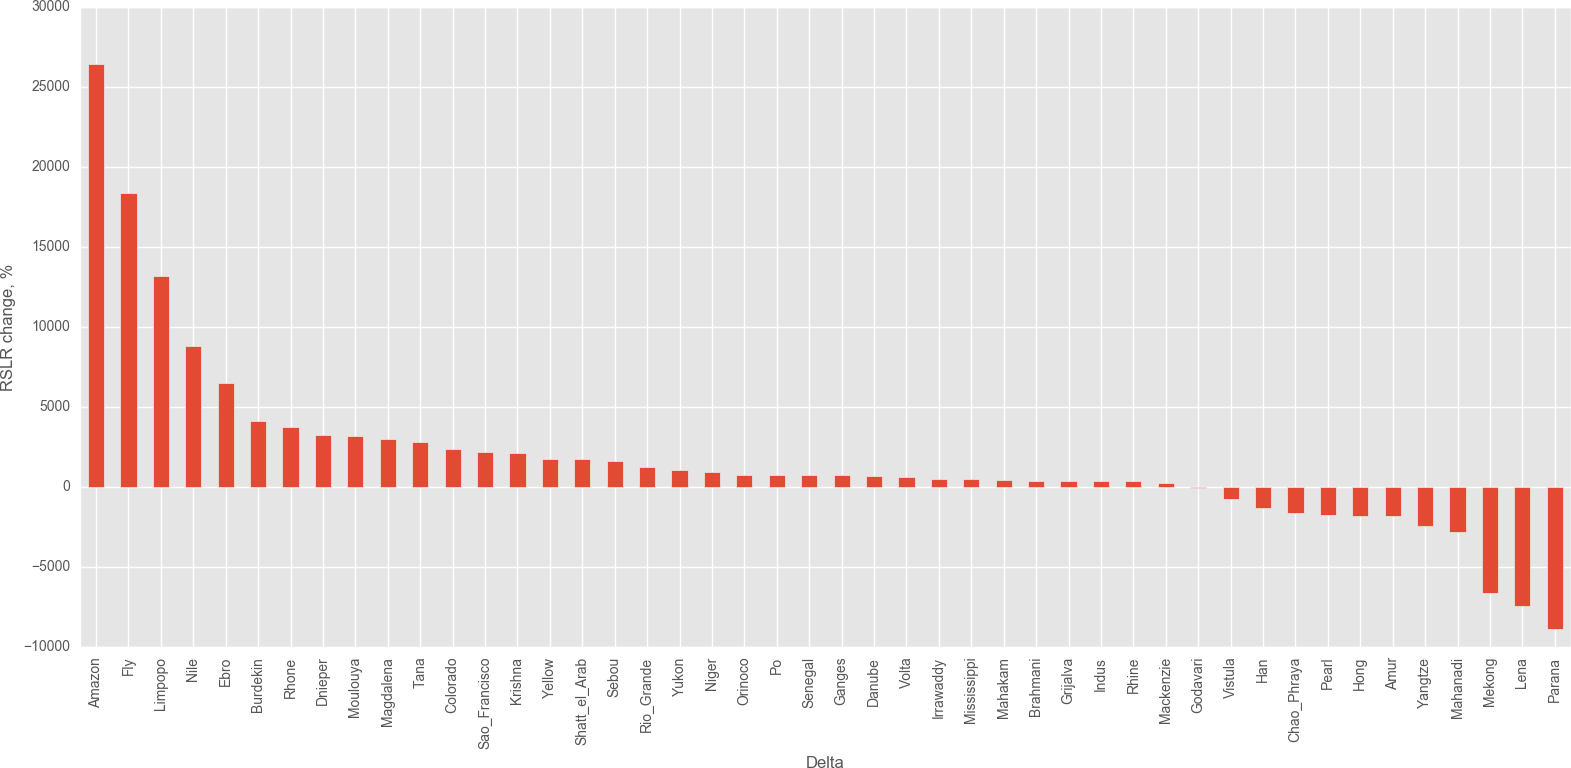 30000
25000
20000
15000
10000
5000
0
−5000
−10000
RSLR change, %
Amazon
Fly
Limpopo
Nile
Ebro
Burdekin
Rhone
Dnieper
Moulouya
Magdalena
Tana
Colorado
Sao_Francisco
Krishna
Yellow
Shatt_el_Arab
Sebou
Rio_Grande
Yukon
Niger
Orinoco
Po
Senegal
Ganges
Danube
Volta
Irrawaddy
Mississippi
Mahakam
Brahmani
Grijalva
Indus
Rhine
Mackenzie
Godavari
Vistula
Han
Chao_Phraya
Pearl
Hong
Amur
Yangtze
Mahanadi
Mekong
Lena
Parana
Delta